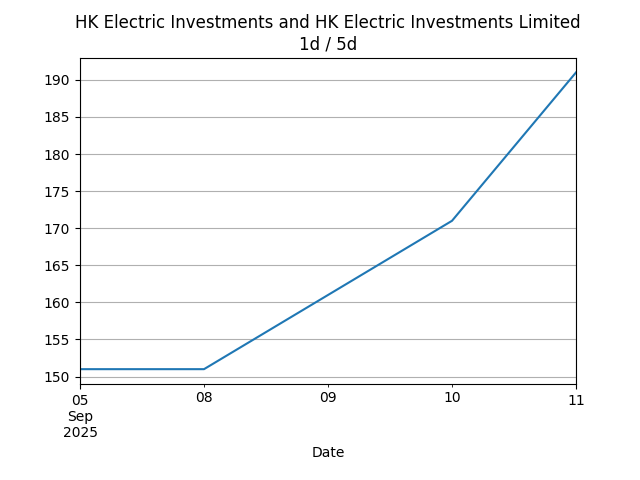 HK Electric Investments and HK Electric Investments Limited
1d / 5d
190
185
180
175
170
165
160
155
150
05 08 09 10 11
Sep
2025
Date